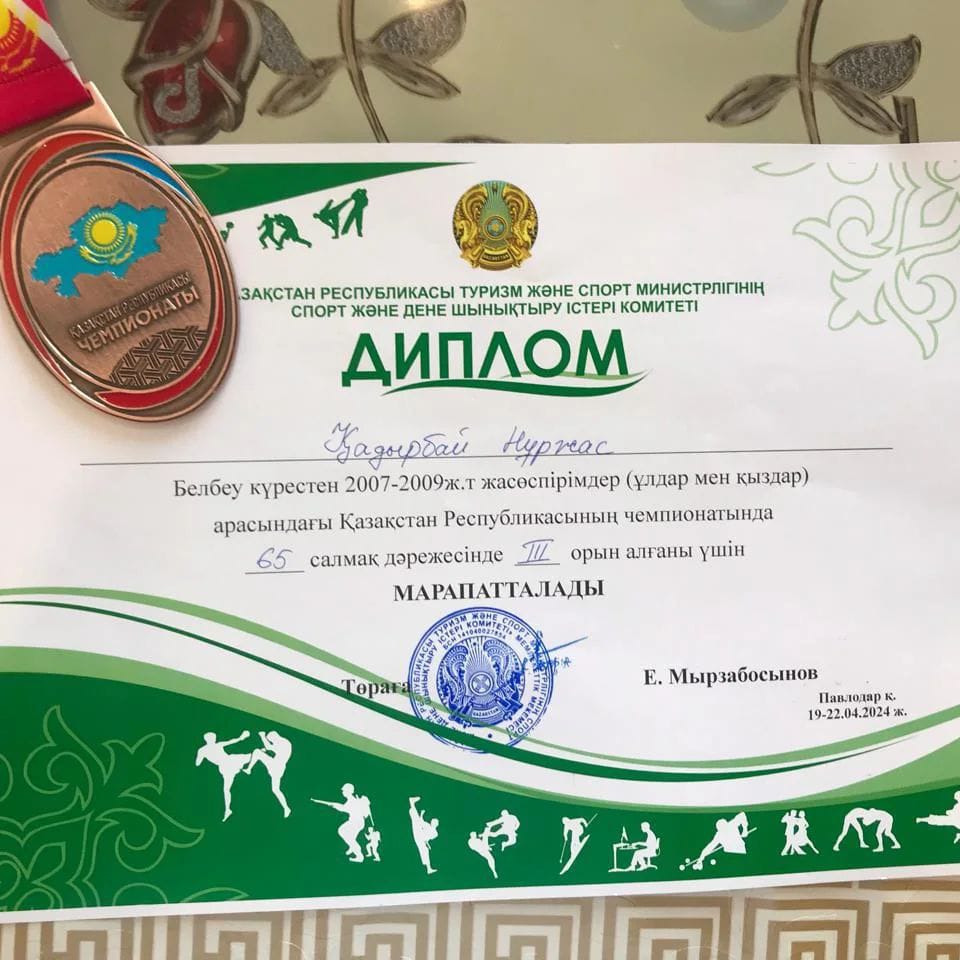 ҚАЗАҚСТАН РЕСПУБЛИКАСЫ
ЧЕМПИОНАТЫ
ЗАҚСТАН РЕСПУБЛИКАСЫ ТУРИЗМ ЖӘНЕ СПОРТ МИНИСТРЛІГІНІҢ
СПОРТ ЖӘНЕ ДЕНЕ ШЫНЫҚТЫРУ ІСТЕРІ КОМИТЕТІ
ДИПЛОМ
Қадырбай Нұржас
Белбеу күрестен 2007-2009ж.т жасөспірімдер (ұлдар мен қыздар)
арасындағы Қазақстан Республикасының чемпионатында
65 салмақ дәрежесінде III орын алғаны үшін
МАРАПАТТАЛАДЫ
Төраға
Е. Мырзабосынов
Павлодар қ.
19-22.04.2024 ж.